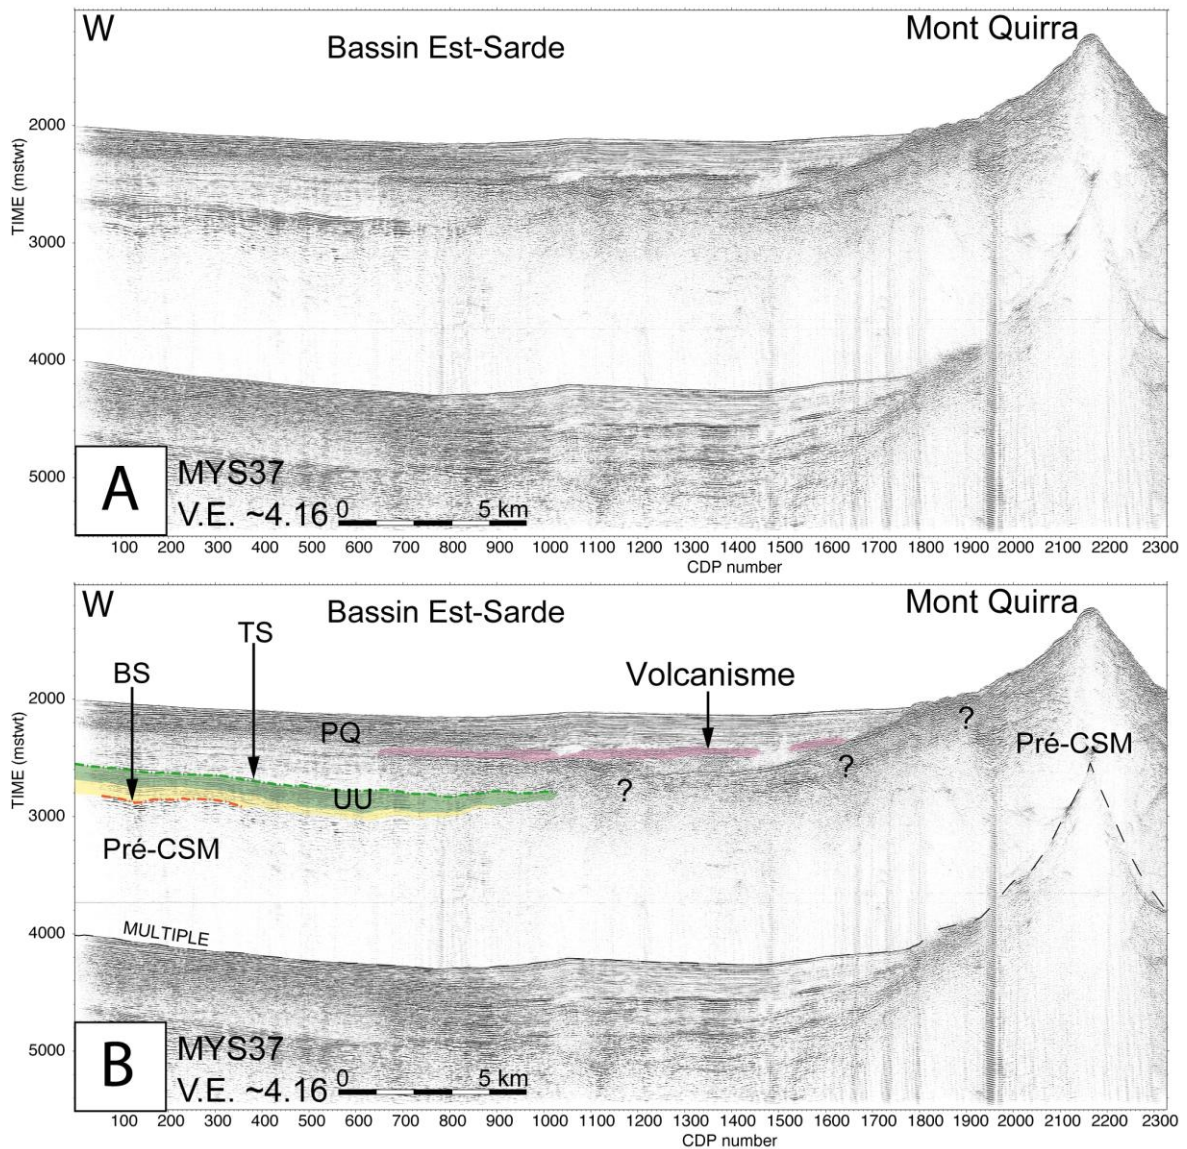 W
Bassin Est-Sarde
Mont Quirra
TIME (mstwt)
2000
3000
4000
5000
A
MYS37
V.E. ~4.16
0 5 km
100 200 300 400 500 600 700 800 900 1000 1100 1200 1300 1400 1500 1600 1700 1800 1900 2000 2100 2200 2300
CDP number
W
Bassin Est-Sarde
Mont Quirra
TS
BS
Volcanisme
PQ
?
Pré-CSM
?
?
UU
Pré-CSM
MULTIPLE
TIME (mstwt)
2000
3000
4000
5000
B
MYS37
V.E. ~4.16
0 5 km
100 200 300 400 500 600 700 800 900 1000 1100 1200 1300 1400 1500 1600 1700 1800 1900 2000 2100 2200 2300
CDP number